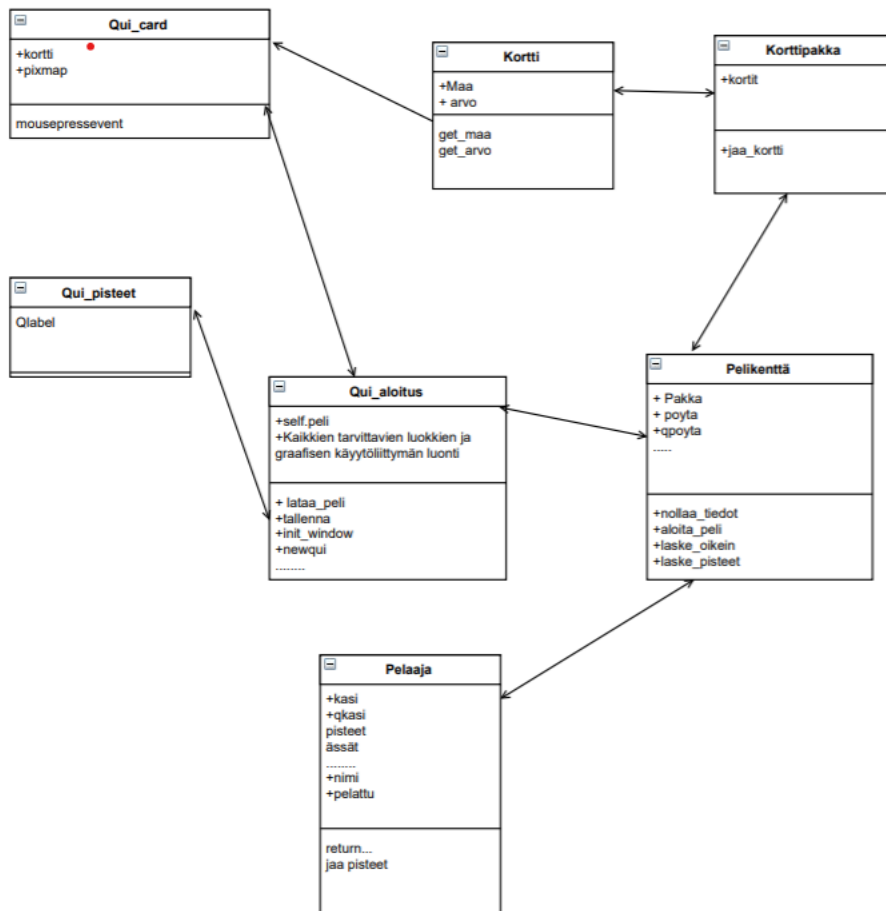 Qui_card
+kortti
+pixmap
mousepressevent
Kortti
+Maa
+ arvo
get_maa
get_arvo
Korttipakka
+kortit
+jaa_kortti
Qui_pisteet
Qlabel
Qui_aloitus
+self.peli
+Kaikkien tarvittavien luokkien ja
graafisen käyytöliittymän luonti
+ lataa_peli
+tallenna
+init_window
+newqui
........
Pelikenttä
+ Pakka
+ poyta
+qpoyta
.....
+nollaa_tiedot
+aloita_peli
+laske_oikein
+laske_pisteet
Pelaaja
+kasi
+qkasi
pisteet
ässät
........
+nimi
+pelattu
return...
jaa pisteet